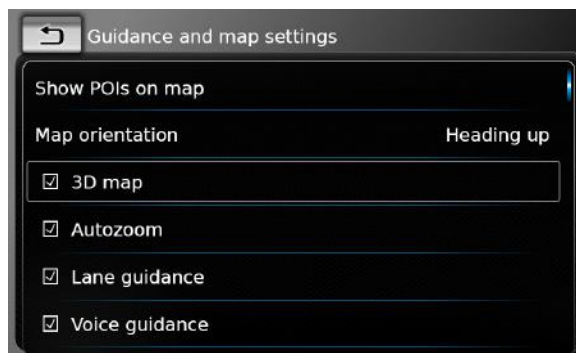 Guidance and map settings
Show POIs on map
Map orientation Heading up
3D map
Autozoom
Lane guidance
Voice guidance